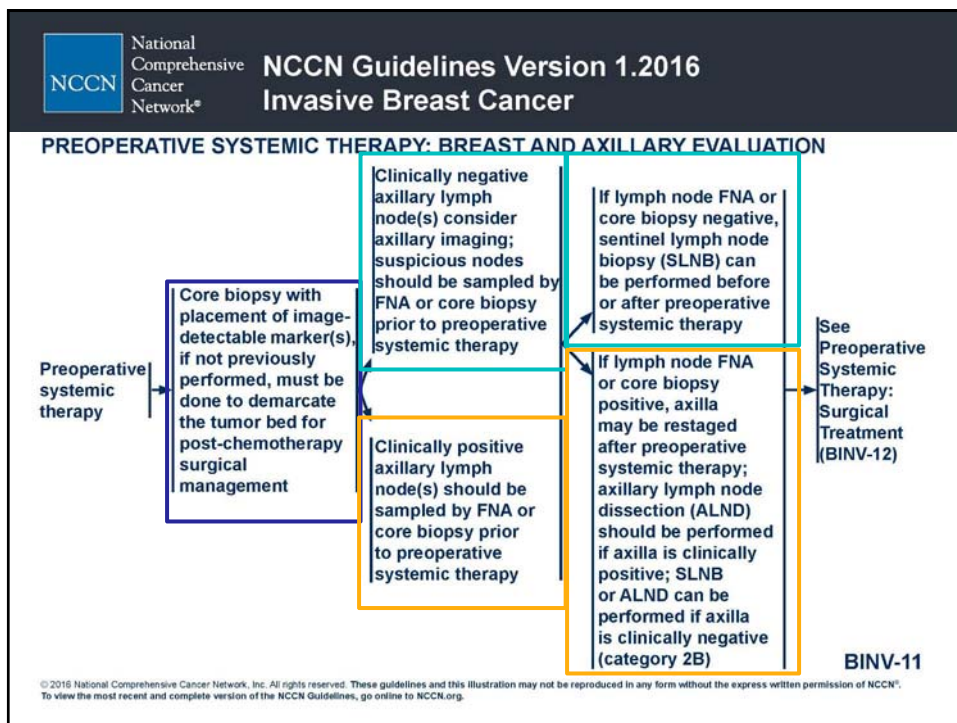 NCCN
National
Comprehensive
Cancer
Network®
NCCN Guidelines Version 1.2016
Invasive Breast Cancer
PREOPERATIVE SYSTEMIC THERAPY: BREAST AND AXILLARY EVALUATION
Preoperative
systemic
therapy
Core biopsy with
placement of image-
detectable marker(s),
if not previously
performed, must be
done to demarcate
the tumor bed for
post-chemotherapy
surgical
management
Clinically negative
axillary lymph
node(s) consider
axillary imaging;
suspicious nodes
should be sampled by
FNA or core biopsy
prior to preoperative
systemic therapy
Clinically positive
axillary lymph
node(s) should be
sampled by FNA or
core biopsy prior
to preoperative
systemic therapy
If lymph node FNA or
core biopsy negative,
sentinel lymph node
biopsy (SLNB) can
be performed before
or after preoperative
systemic therapy
If lymph node FNA
or core biopsy
positive, axilla
may be restaged
after preoperative
systemic therapy;
axillary lymph node
dissection (ALND)
should be performed
if axilla is clinically
positive; SLNB
or ALND can be
performed if axilla
is clinically negative
(category 2B)
See
Preoperative
Systemic
Therapy:
Surgical
Treatment
(BINV-12)
BINV-11
© 2016 National Comprehensive Cancer Network, Inc. All rights reserved. These guidelines and this illustration may not be reproduced in any form without the express written permission of NCCN®.
To view the most recent and complete version of the NCCN Guidelines, go online to NCCN.org.